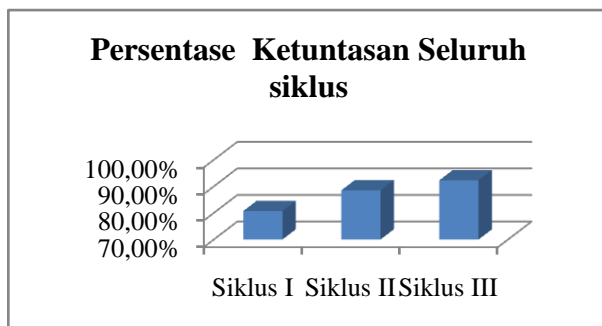 Persentase Ketuntasan Seluruh
siklus
100,00%
90,00%
80,00%
70,00%
Siklus I Siklus II Siklus III